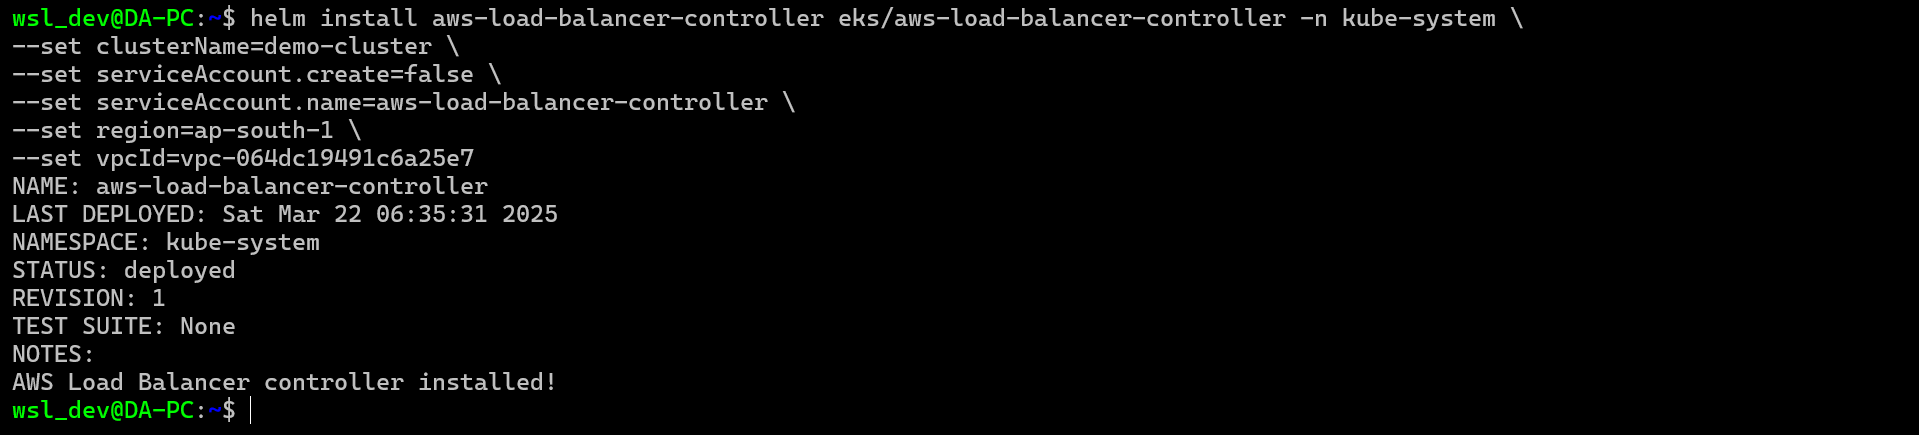 wsl_dev@DA-PC:~$ helm install aws-load-balancer-controller eks/aws-load-balancer-controller -n kube-system \
--set clusterName=demo-cluster \
--set serviceAccount.create=false \
--set serviceAccount.name=aws-load-balancer-controller \
--set region=ap-south-1 \
--set vpcId=vpc-064dc19491c6a25e7
NAME: aws-load-balancer-controller
LAST DEPLOYED: Sat Mar 22 06:35:31 2025
NAMESPACE: kube-system
STATUS: deployed
REVISION: 1
TEST SUITE: None
NOTES:
AWS Load Balancer controller installed!
wsl_dev@DA-PC:~$